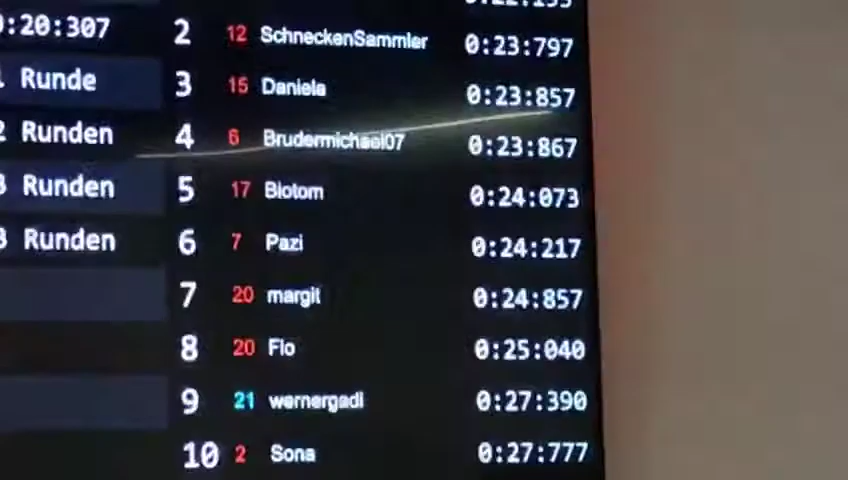 0:20:307 2 12 SchneckenSammler 0:23:797
Runde 3 15 Daniela 0:23:857
2 Runden 4 6 Brudermichael07 0:23:867
3 Runden 5 17 Biotom 0:24:073
3 Runden 6 7 Pazi 0:24:217
7 20 margit 0:24:857
8 20 Flo 0:25:040
9 21 wernergadi 0:27:390
10 2 Sona 0:27:777